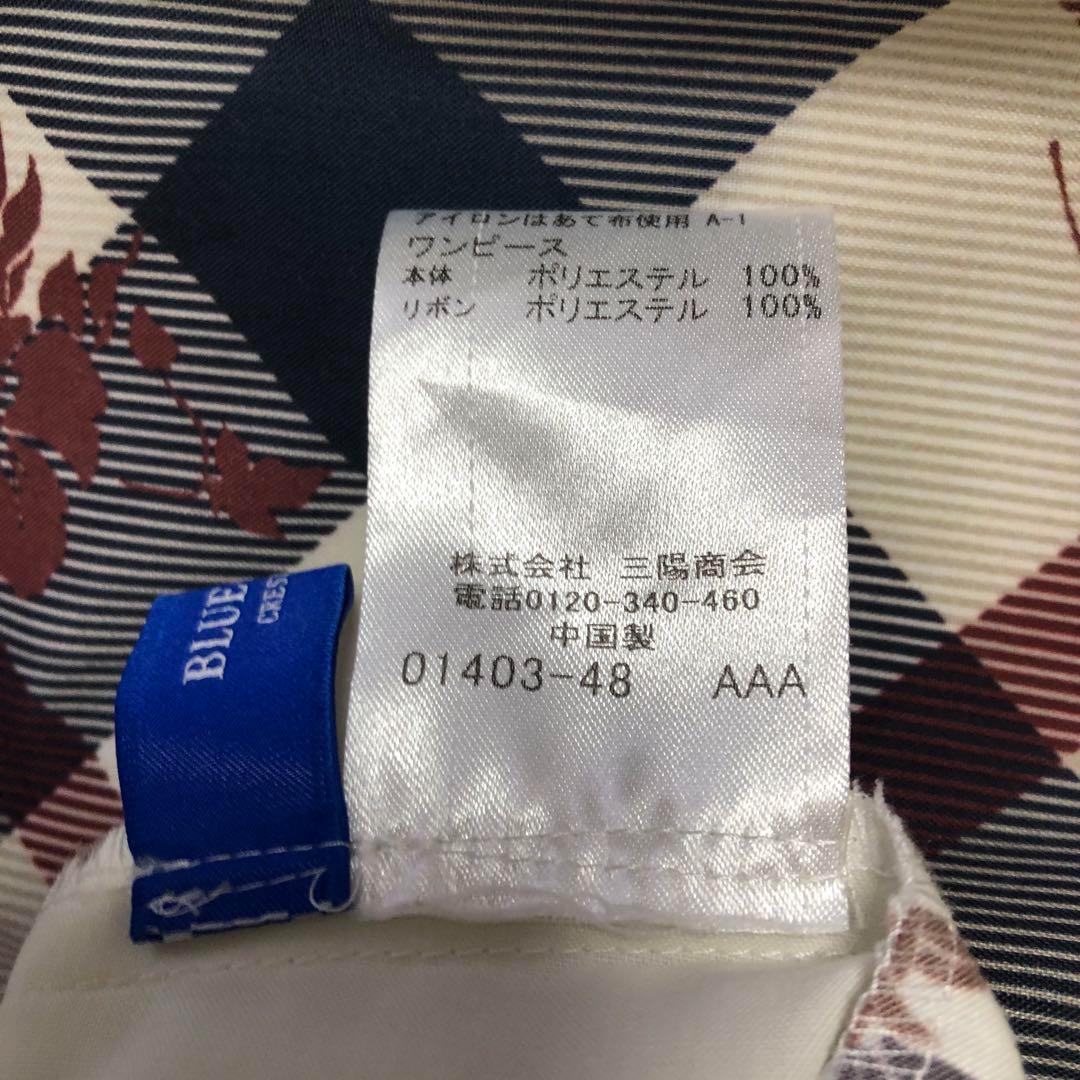 アイロンはあて布使用 A-1
ワンピース
本体 ポリエステル 100%
リボン ポリエステル 100%
株式会社 三陽商会
電話0120-340-460
中国製
01403-48 AAA
BLUE
CRES